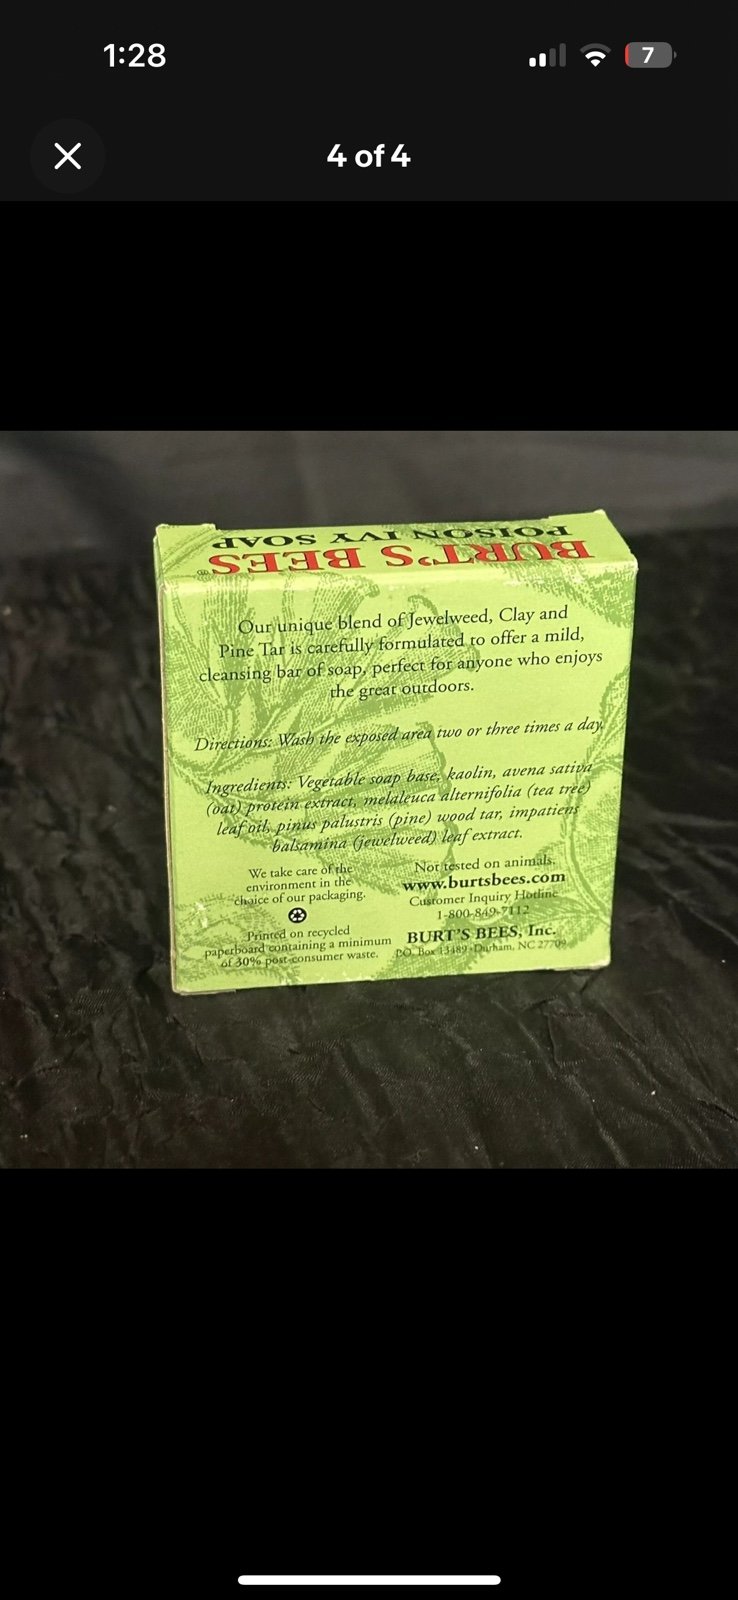 1:28
7
4 of 4
POISON IVY SOAP
BURT'S BEES®
Our unique blend of Jewelweed, Clay and
Pine Tar is carefully formulated to offer a mild,
cleansing bar of soap, perfect for anyone who enjoys
the great outdoors.
Directions: Wash the exposed area two or three times a day.
Ingredients: Vegetable soap base, kaolin, avena sativa
(oat) protein extract, melaleuca alternifolia (tea tree)
leaf oil, pinus palustris (pine) wood tar, impatiens
balsamina (jewelweed) leaf extract.
We take care of the
environment in the
choice of our packaging.
Printed on recycled
paperboard containing a minimum
of 30% post-consumer waste.
Not tested on animals.
www.burtsbees.com
Customer Inquiry Hotline
1-800-849-7112
BURT'S BEES, Inc.
P.O. Box 13489 · Durham, NC 27709